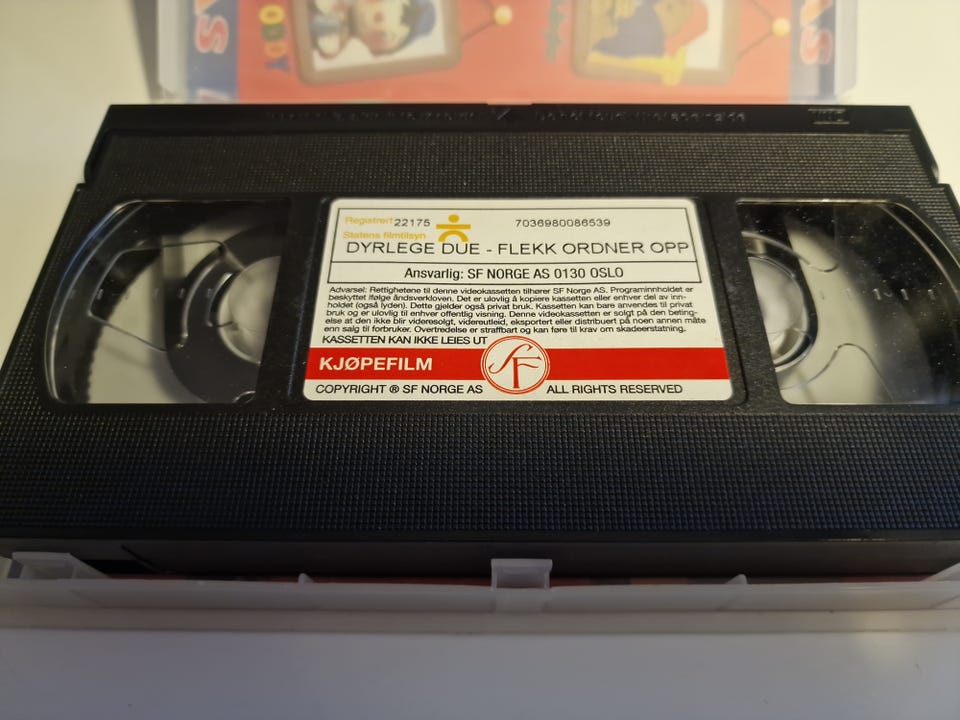 ODDY
Registrert 22175
7036980086539
Statens filmtilsyn
DYRLEGE DUE - FLEKK ORDNER OPP
Ansvarlig: SF NORGE AS 0130 OSLO
Advarsel: Rettighetene til denne videokassetten tilhører SF Norge AS. Programinnholdet er
beskyttet ifølge åndsverkloven. Det er ulovlig å kopiere kassetten eller enhver del av inn-
holdet (også lyden). Dette gjelder også privat bruk. Kassetten kan bare anvendes til privat
bruk og er ulovlig til enhver offentlig visning. Denne videokassetten er solgt på den beting-
else at den ikke blir videresolgt, videreutleid, eksportert eller distribuert på noen annen måte
enn salg til forbruker. Overtredelse er straffbart og kan føre til krav om skadeerstatning.
KASSETTEN KAN IKKE LEIES UT
KJØPEFILM
SF
COPYRIGHT ® SF NORGE AS
ALL RIGHTS RESERVED